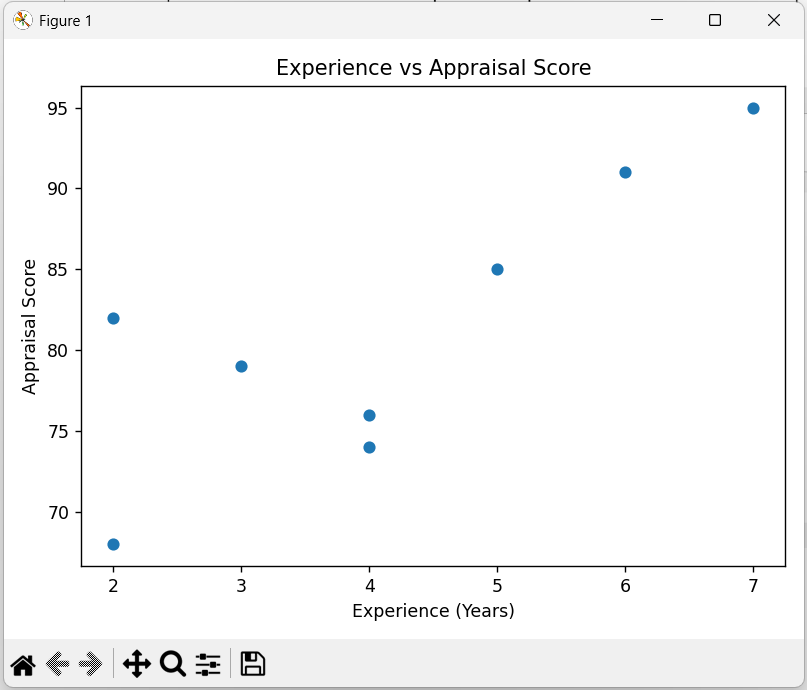 Figure 1
Experience vs Appraisal Score
95
90
85
80
75
70
Appraisal Score
2 3 4 5 6 7
Experience (Years)